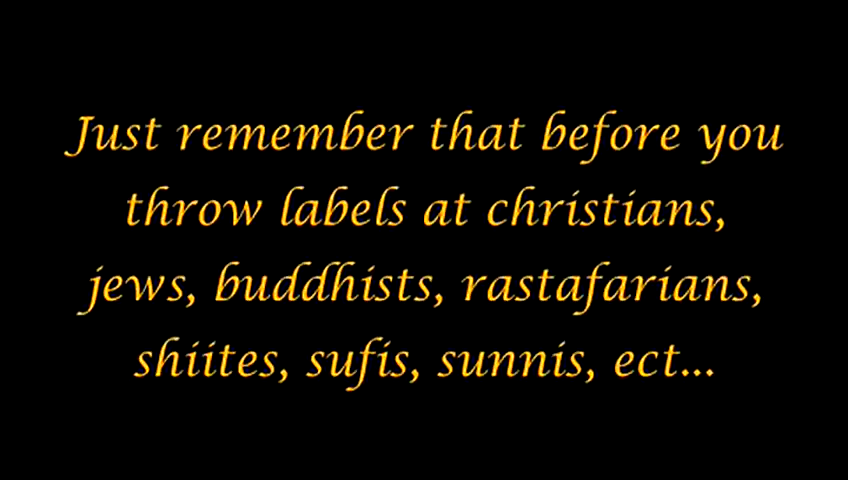 Just remember that before you
throw labels at christians,
jews, buddhists, rastafarians,
shiites, sufis, sunnis, ect...